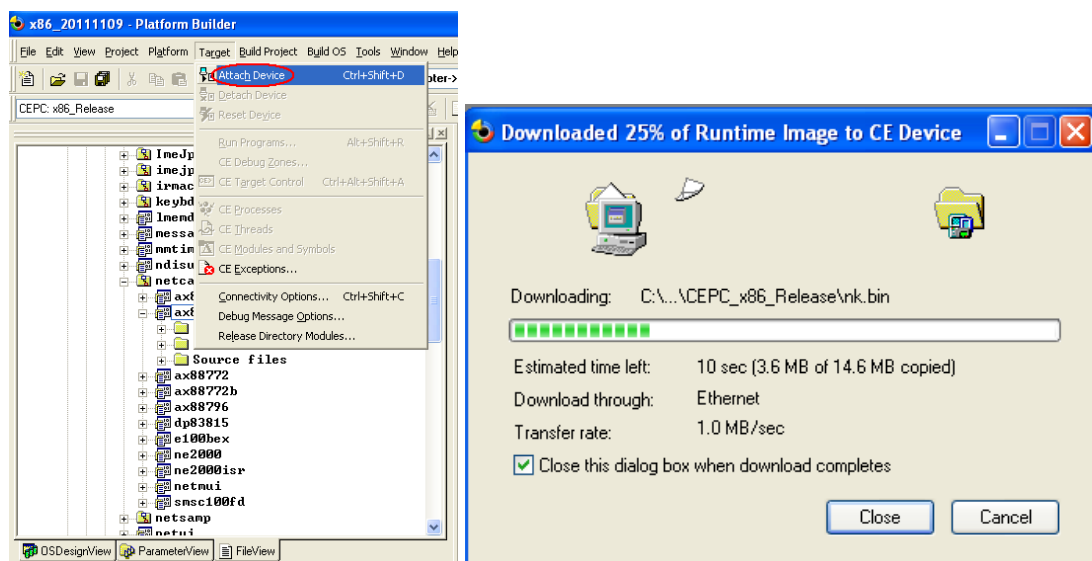 x86_20111109 - Platform Builder
File Edit View Project Platform Target Build Project Build OS Tools Window Help
Attach Device Ctrl+Shift+D
CEPC: x86_Release
Detach Device
Reset Device
Run Programs... Alt+Shift+R
CE Debug Zones...
CE Target Control Ctrl+Alt+Shift+A
CE Processes
CE Threads
CE Modules and Symbols
CE Exceptions...
Connectivity Options... Ctrl+Shift+C
Debug Message Options...
Release Directory Modules...
ImeJp
imejp
irmac
keybd
lmemd
messa
mmtim
ndisu
netca
ax8
ax8
Source files
ax88772
ax88772b
ax88796
dp83815
e100bex
ne2000
ne2000isr
netmui
smsc100fd
netsamp
netui
OSDesignView ParameterView FileView
Downloaded 25% of Runtime Image to CE Device
Downloading: C:\...\CEPC_x86_Release\nk.bin
Estimated time left: 10 sec (3.6 MB of 14.6 MB copied)
Download through: Ethernet
Transfer rate: 1.0 MB/sec
Close this dialog box when download completes
Close Cancel